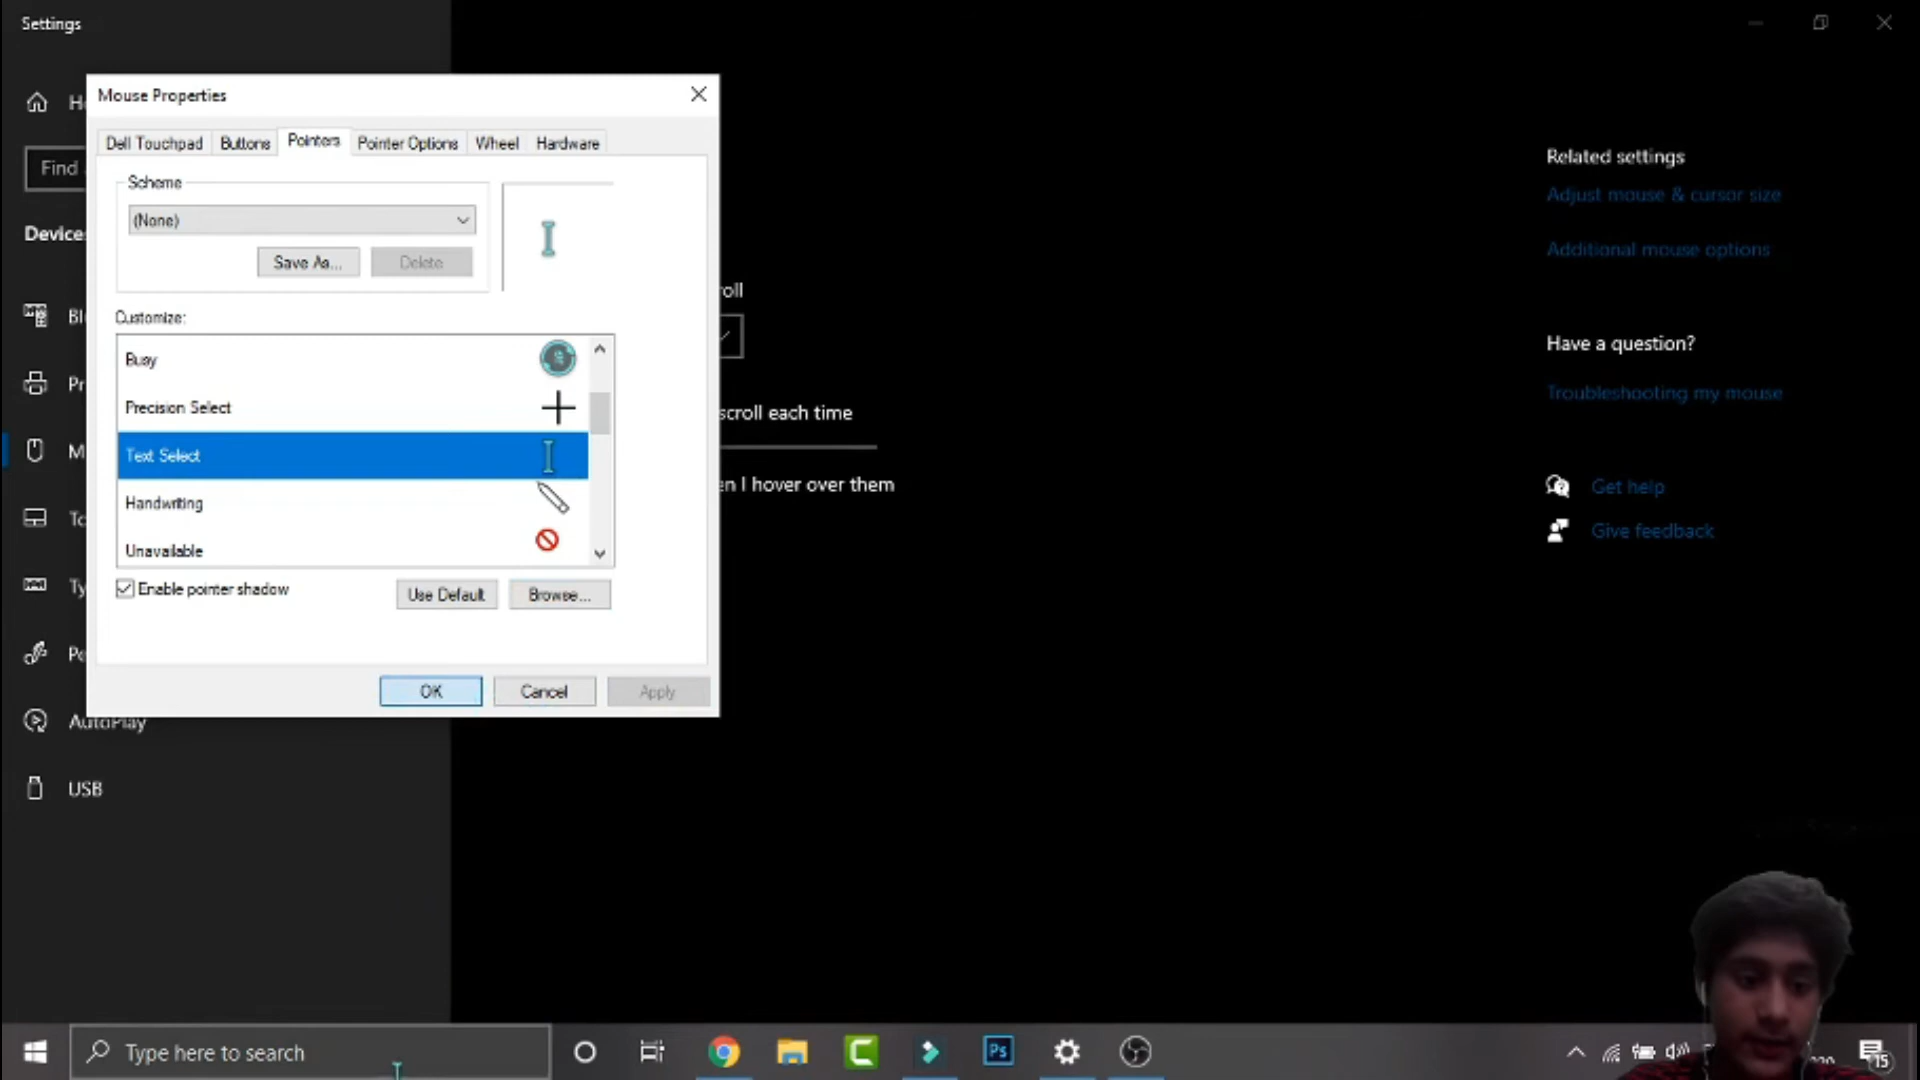 Settings
Mouse Properties
Dell Touchpad
Buttons
Pointers
Pointer Options
Wheel
Hardware
Find
Scheme
(None)
Save As...
Delete
Device
Customize:
Busy
Precision Select
Text Select
Handwriting
Unavailable
Enable pointer shadow
Use Default
Browse...
OK
Cancel
Apply
AutoPlay
USB
scroll each time
I hover over them
Related settings
Adjust mouse & cursor size
Additional mouse options
Have a question?
Troubleshooting my mouse
Get help
Give feedback
Type here to search
Ps
15